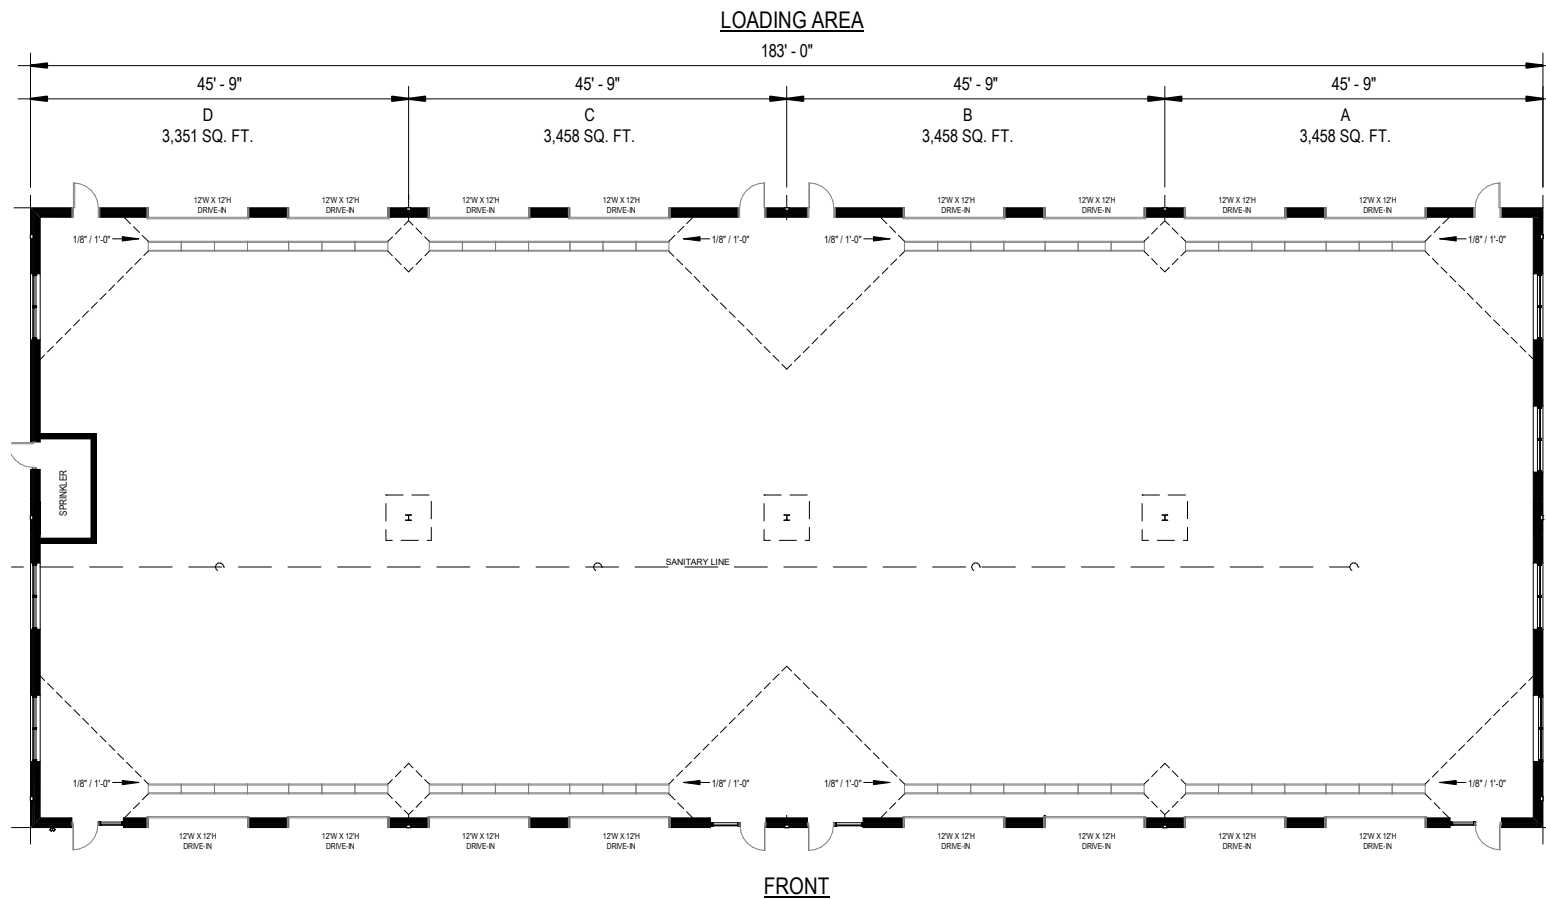 LOADING AREA
183' - 0"
45' - 9" 45' - 9" 45' - 9" 45' - 9"
D C B A
3,351 SQ. FT. 3,458 SQ. FT. 3,458 SQ. FT. 3,458 SQ. FT.
12'W X 12'H 12'W X 12'H 12'W X 12'H 12'W X 12'H 12'W X 12'H 12'W X 12'H 12'W X 12'H 12'W X 12'H
DRIVE-IN DRIVE-IN DRIVE-IN DRIVE-IN DRIVE-IN DRIVE-IN DRIVE-IN DRIVE-IN
1/8" / 1'-0" 1/8" / 1'-0" 1/8" / 1'-0" 1/8" / 1'-0"
SPRINKLER
SANITARY LINE
1/8" / 1'-0" 1/8" / 1'-0" 1/8" / 1'-0" 1/8" / 1'-0"
12'W X 12'H 12'W X 12'H 12'W X 12'H 12'W X 12'H 12'W X 12'H 12'W X 12'H 12'W X 12'H 12'W X 12'H
DRIVE-IN DRIVE-IN DRIVE-IN DRIVE-IN DRIVE-IN DRIVE-IN DRIVE-IN DRIVE-IN
FRONT